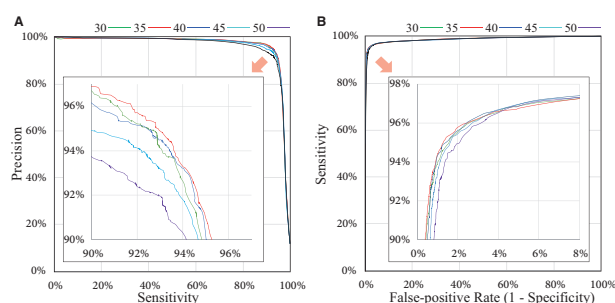 A 30 35 40 45 50
B 30 35 40 45 50
100%
80%
60%
40%
20%
0%
Precision
96%
94%
92%
90%
90% 92% 94% 96%
0% 20% 40% 60% 80% 100%
Sensitivity
100%
80%
60%
40%
20%
0%
Sensitivity
98%
96%
94%
92%
90%
0% 2% 4% 6% 8%
0% 20% 40% 60% 80% 100%
False-positive Rate (1 - Specificity)